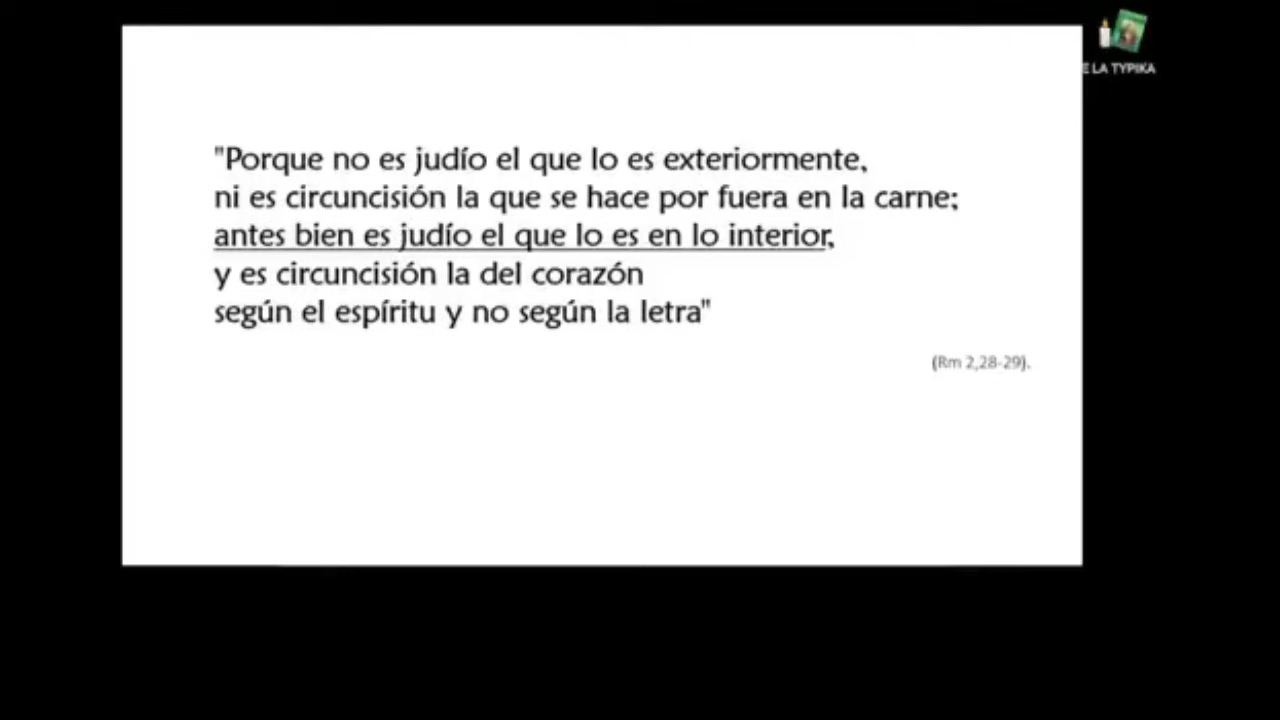 "Porque no es judío el que lo es exteriormente,
ni es circuncisión la que se hace por fuera en la carne;
antes bien es judío el que lo es en lo interior,
y es circuncisión la del corazón
según el espíritu y no según la letra"
(Rm 2,28-29).
E LA TYPIKA